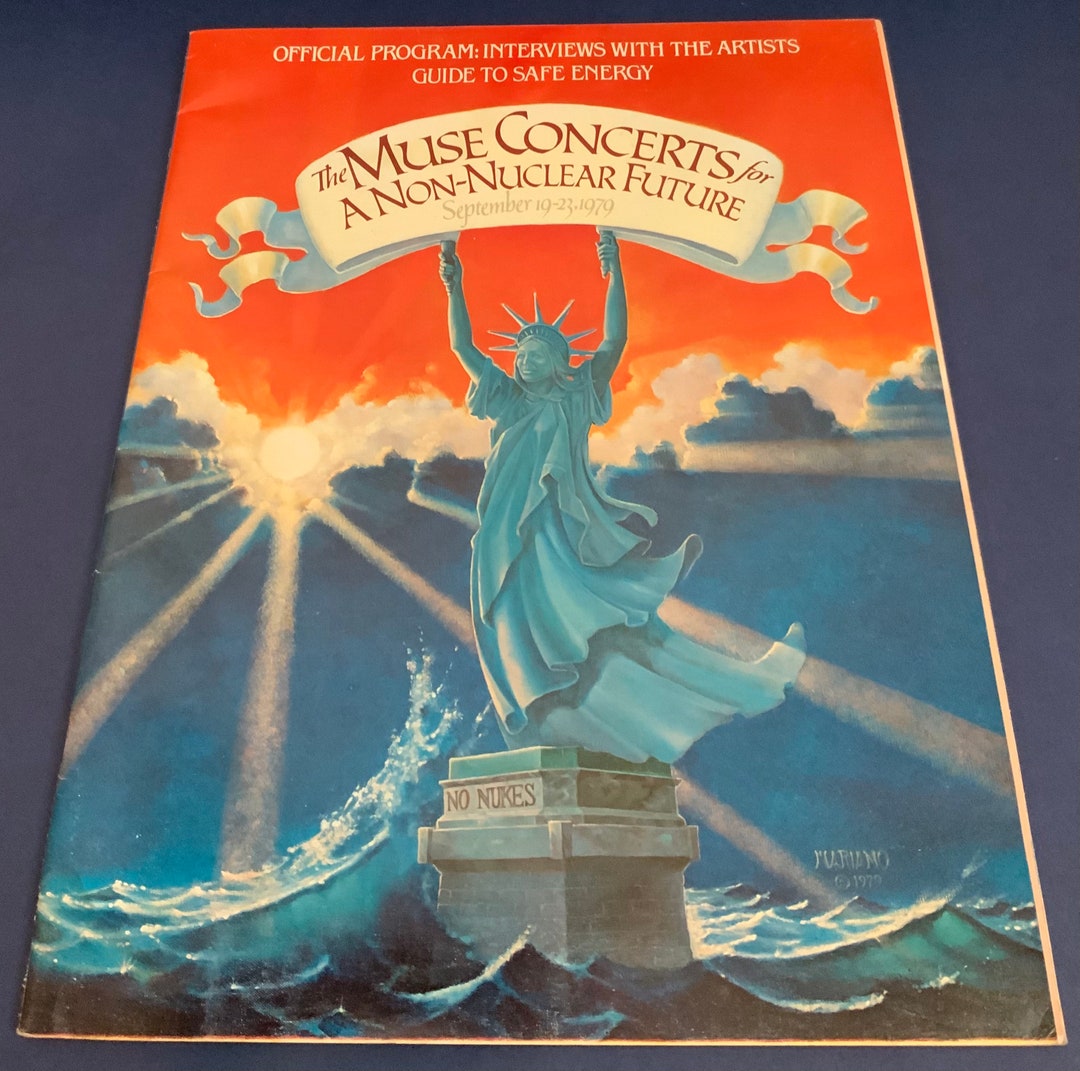 OFFICIAL PROGRAM: INTERVIEWS WITH THE ARTISTS
GUIDE TO SAFE ENERGY
The MUSE CONCERTS for
A NON-NUCLEAR FUTURE
September 19-23, 1979
NO NUKES
MARIANO
© 1979